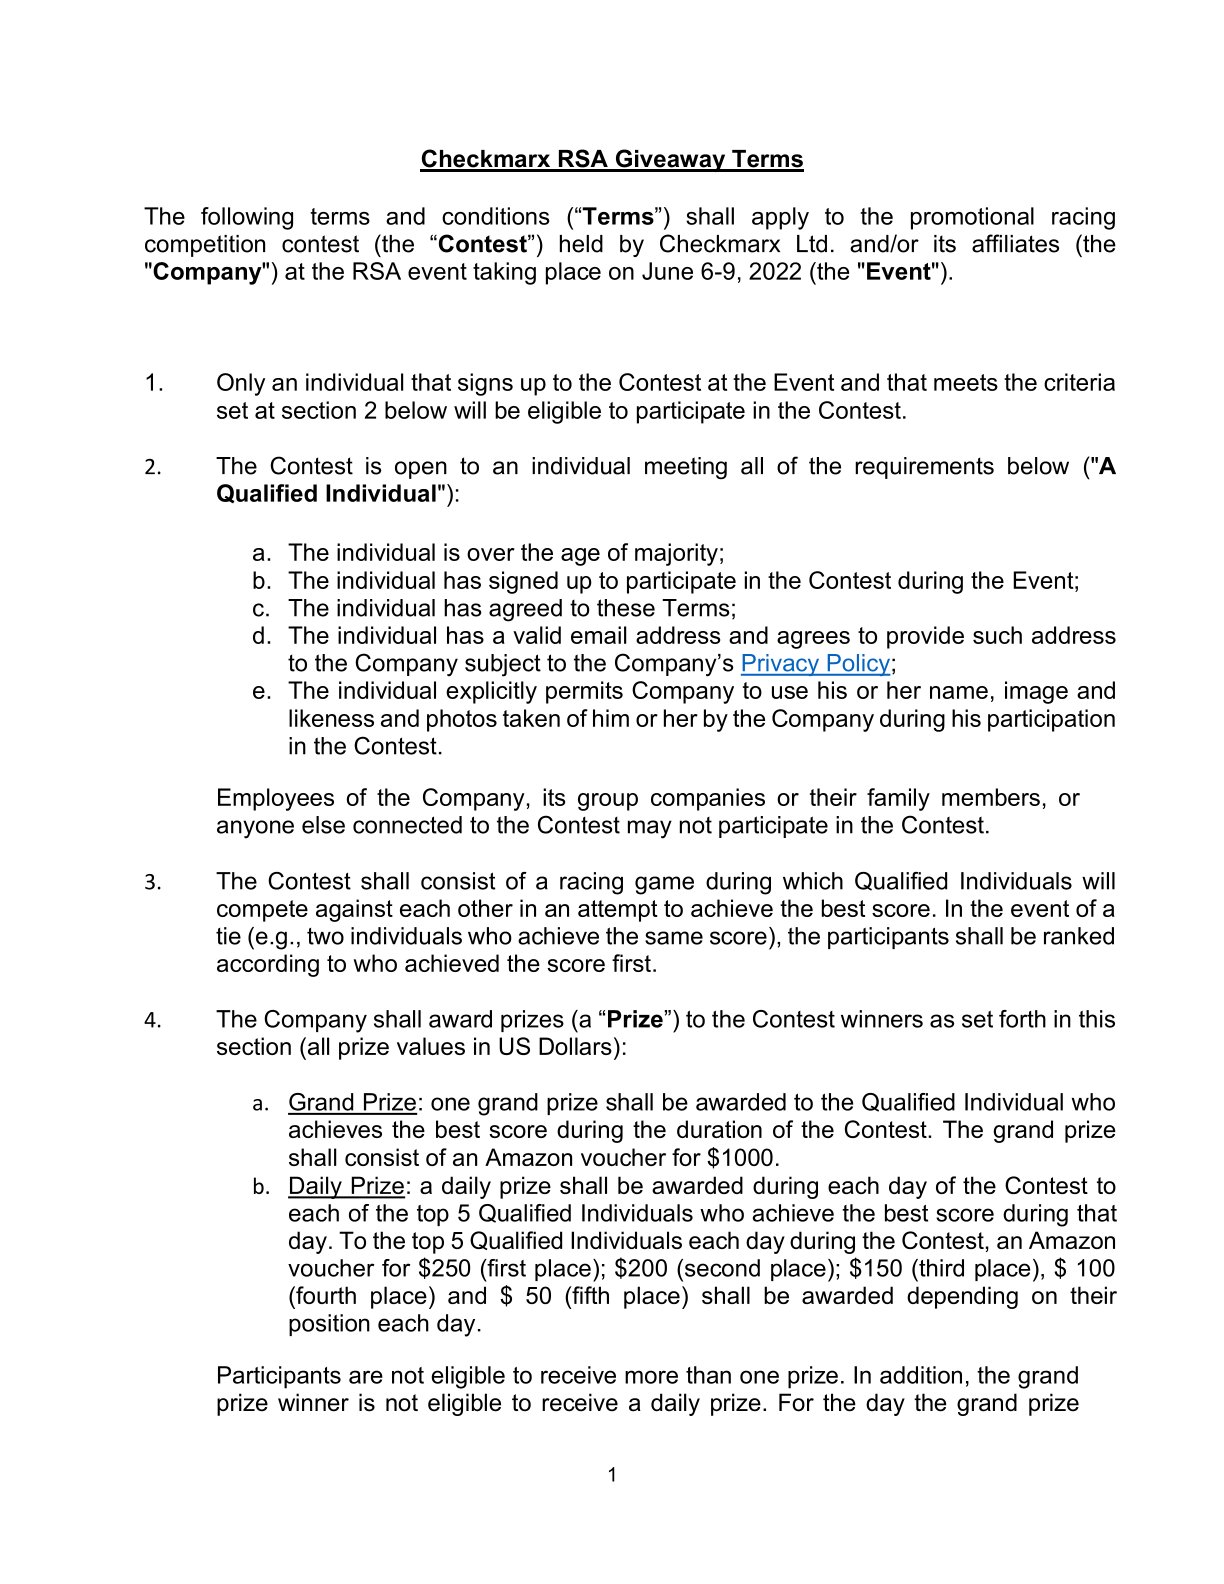 Checkmarx RSA Giveaway Terms
The following terms and conditions (“Terms”) shall apply to the promotional racing
competition contest (the “Contest”) held by Checkmarx Ltd. and/or its affiliates (the
"Company") at the RSA event taking place on June 6-9, 2022 (the "Event").
1. Only an individual that signs up to the Contest at the Event and that meets the criteria
set at section 2 below will be eligible to participate in the Contest.
2. The Contest is open to an individual meeting all of the requirements below ("A
Qualified Individual"):
a. The individual is over the age of majority;
b. The individual has signed up to participate in the Contest during the Event;
c. The individual has agreed to these Terms;
d. The individual has a valid email address and agrees to provide such address
to the Company subject to the Company’s Privacy Policy;
e. The individual explicitly permits Company to use his or her name, image and
likeness and photos taken of him or her by the Company during his participation
in the Contest.
Employees of the Company, its group companies or their family members, or
anyone else connected to the Contest may not participate in the Contest.
3. The Contest shall consist of a racing game during which Qualified Individuals will
compete against each other in an attempt to achieve the best score. In the event of a
tie (e.g., two individuals who achieve the same score), the participants shall be ranked
according to who achieved the score first.
4. The Company shall award prizes (a “Prize”) to the Contest winners as set forth in this
section (all prize values in US Dollars):
a. Grand Prize: one grand prize shall be awarded to the Qualified Individual who
achieves the best score during the duration of the Contest. The grand prize
shall consist of an Amazon voucher for $1000.
b. Daily Prize: a daily prize shall be awarded during each day of the Contest to
each of the top 5 Qualified Individuals who achieve the best score during that
day. To the top 5 Qualified Individuals each day during the Contest, an Amazon
voucher for $250 (first place); $200 (second place); $150 (third place), $ 100
(fourth place) and $ 50 (fifth place) shall be awarded depending on their
position each day.
Participants are not eligible to receive more than one prize. In addition, the grand
prize winner is not eligible to receive a daily prize. For the day the grand prize
1